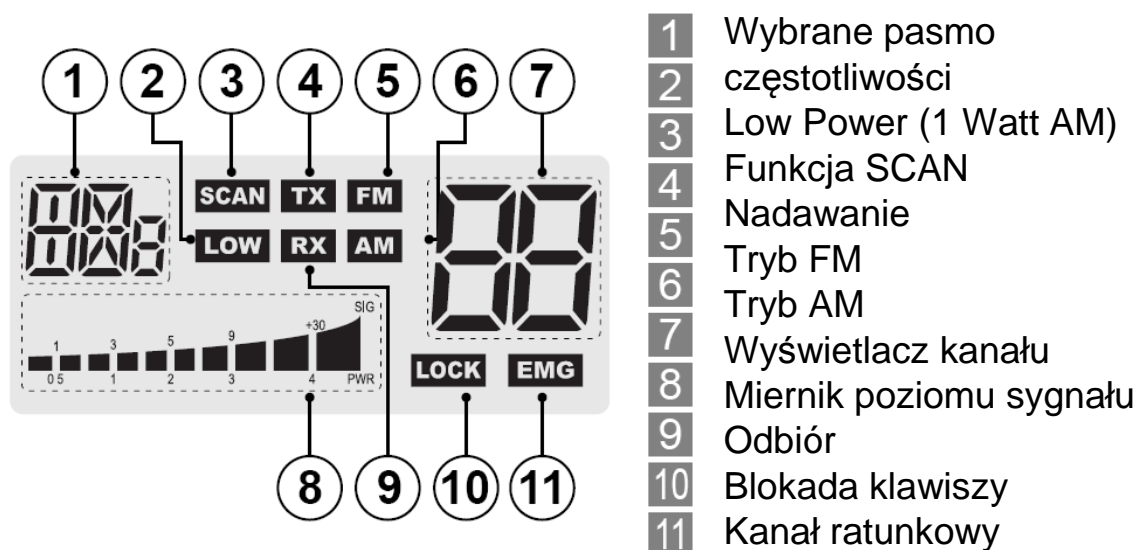 1 2 3 4 5 6 7
SCAN TX FM
LOW RX AM
SIG
1 3 5 9 +30
0 5 1 2 3 4 PWR
LOCK EMG
8 9 10 11
1 Wybrane pasmo
2 częstotliwości
3 Low Power (1 Watt AM)
4 Funkcja SCAN
5 Nadawanie
6 Tryb FM
7 Tryb AM
8 Wyświetlacz kanału
9 Miernik poziomu sygnału
10 Odbiór
11 Blokada klawiszy
Kanał ratunkowy